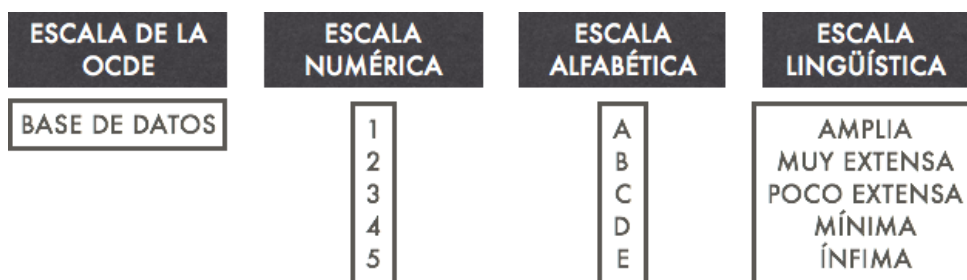 ESCALA DE LA
OCDE
BASE DE DATOS
ESCALA
NUMÉRICA
1
2
3
4
5
ESCALA
ALFABÉTICA
A
B
C
D
E
ESCALA
LINGÜÍSTICA
AMPLIA
MUY EXTENSA
POCO EXTENSA
MÍNIMA
ÍNFIMA